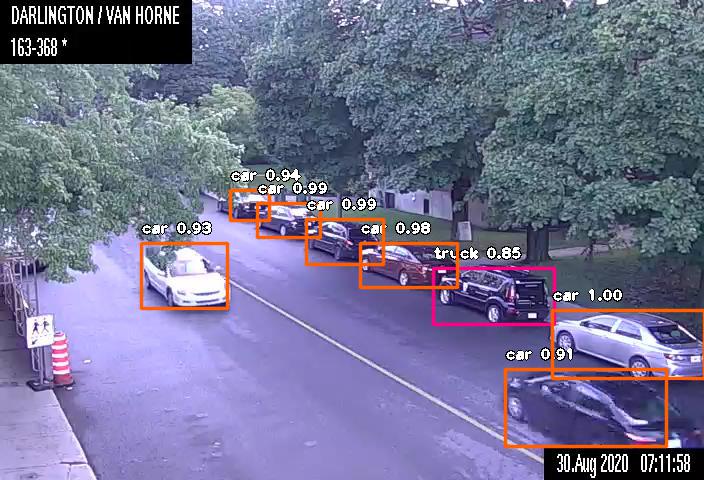 DARLINGTON / VAN HORNE
163-368 *
car 0.94
car 0.99
car 0.99
car 0.93
car 0.98
truck 0.85
car 1.00
car 0.91
30.Aug 2020 07:11:58